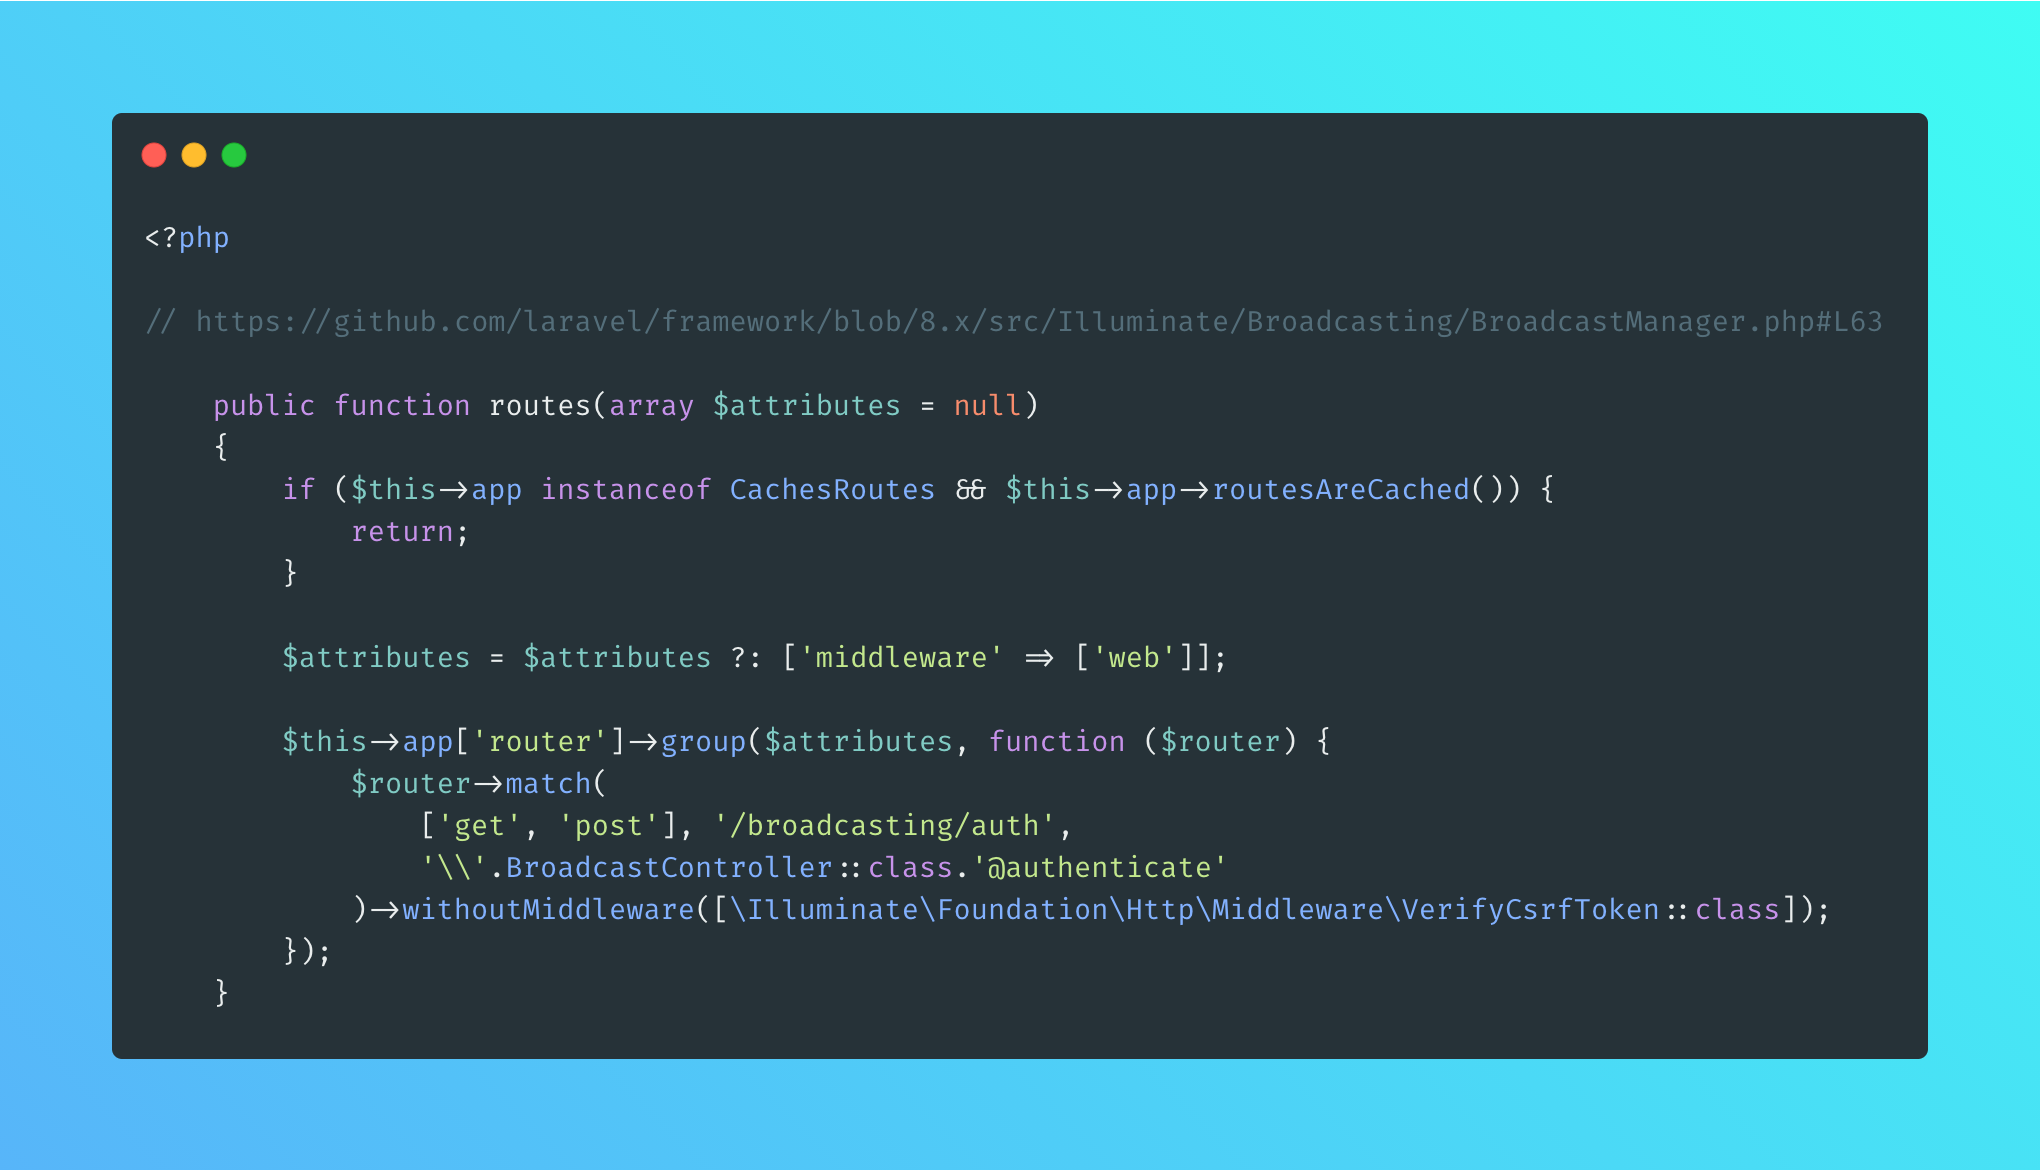 <?php
// https://github.com/laravel/framework/blob/8.x/src/Illuminate/Broadcasting/BroadcastManager.php#L63
    public function routes(array $attributes = null)
    {
        if ($this->app instanceof CachesRoutes && $this->app->routesAreCached()) {
            return;
        }
        $attributes = $attributes ?: ['middleware' => ['web']];
        $this->app['router']->group($attributes, function ($router) {
            $router->match(
                ['get', 'post'], '/broadcasting/auth',
                '\\'.BroadcastController::class.'@authenticate'
            )->withoutMiddleware([\Illuminate\Foundation\Http\Middleware\VerifyCsrfToken::class]);
        });
    }